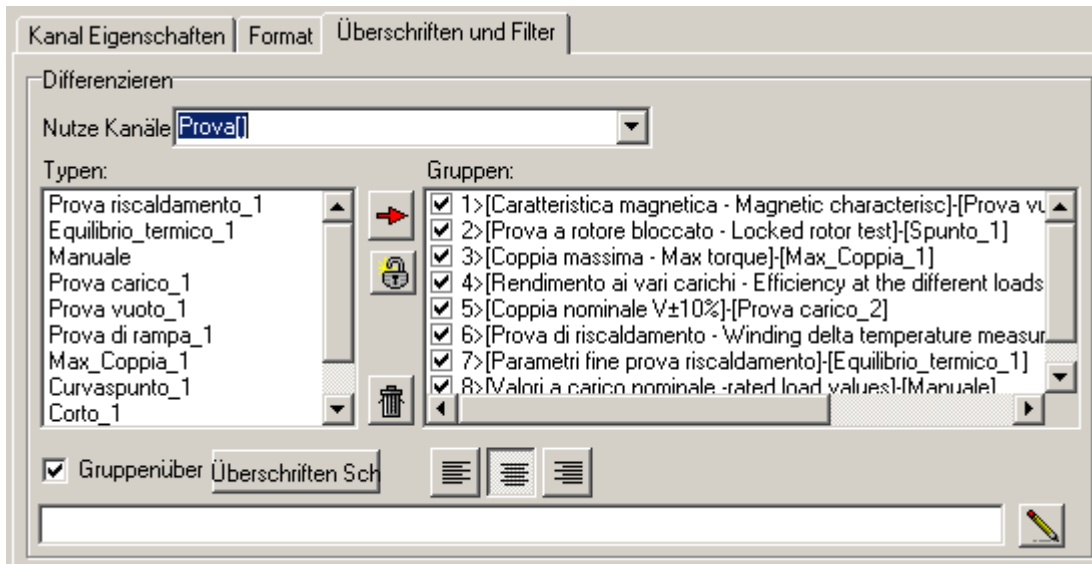 Kanal Eigenschaften Format Überschriften und Filter
Differenzieren
Nutze Kanäle Prova[]
Typen:
Prova riscaldamento_1
Equilibrio_termico_1
Manuale
Prova carico_1
Prova vuoto_1
Prova di rampa_1
Max_Coppia_1
Curvaspunto_1
Corto_1
Gruppen:
1>[Caratteristica magnetica - Magnetic characterisc]-[Prova vu
2>[Prova a rotore bloccato - Locked rotor test]-[Spunto_1]
3>[Coppia massima - Max torque]-[Max_Coppia_1]
4>[Rendimento ai vari carichi - Efficiency at the different loads
5>[Coppia nominale V±10%]-[Prova carico_2]
6>[Prova di riscaldamento - Winding delta temperature measur
7>[Parametri fine prova riscaldamento]-[Equilibrio_termico_1]
8>[Valori a carico nominale -rated load values]-[Manuale]
Gruppenüber Überschriften Sch